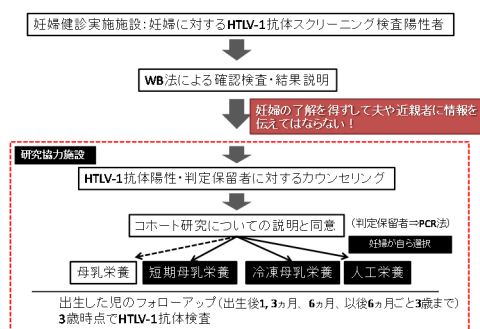 妊婦健診実施施設:妊婦に対するHTLV-1抗体スクリーニング検査陽性者
WB法による確認検査・結果説明
妊婦の了解を得ずして夫や近親者に情報を
伝えてはならない!
研究協力施設
HTLV-1抗体陽性・判定保留者に対するカウンセリング
コホート研究についての説明と同意
(判定保留者⇒PCR法)
妊婦が自ら選択
母乳栄養
短期母乳栄養
冷凍母乳栄養
人工栄養
出生した児のフォローアップ(出生後1, 3ヵ月、6ヵ月、以後6ヵ月ごと3歳まで)
3歳時点でHTLV-1抗体検査